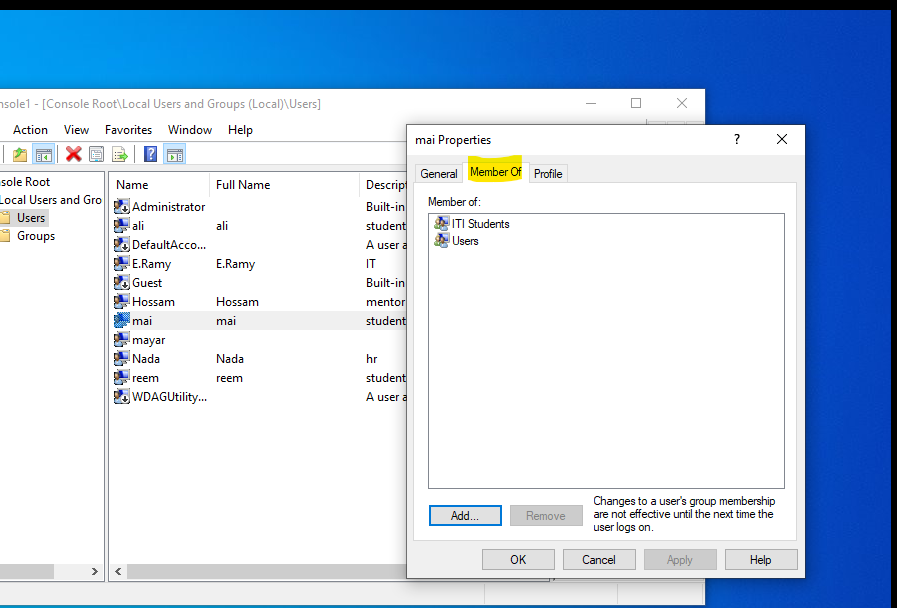 nsole1 - [Console Root\Local Users and Groups (Local)\Users]
Action View Favorites Window Help
nsole Root
Local Users and Gro
Users
Groups
Name Full Name Descript
Administrator Built-in
ali ali student
DefaultAcco... A user a
E.Ramy E.Ramy IT
Guest Built-in
Hossam Hossam mentor
mai mai student
mayar
Nada Nada hr
reem reem student
WDAGUtility... A user a
mai Properties ?
General Member Of Profile
Member of:
ITI Students
Users
Add... Remove
Changes to a user's group membership
are not effective until the next time the
user logs on.
OK Cancel Apply Help